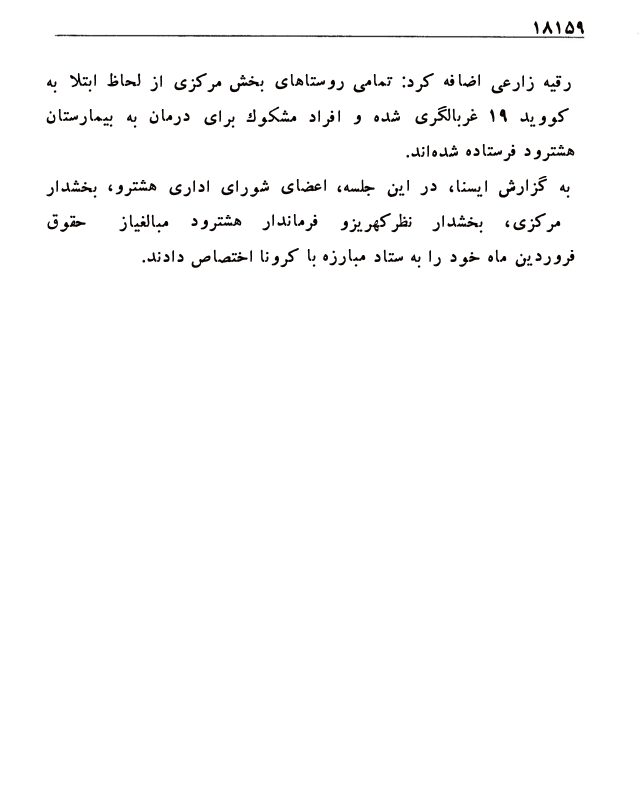 ۱۸۱۵۹
رقیه زارعی اضافه کرد: تمامی روستاهای بخش مرکزی از لحاظ ابتلا به
کووید ۱۹ غربالگری شده و افراد مشکوك برای درمان به بیمارستان
هشترود فرستاده شده‌اند.
به گزارش ایسنا، در این جلسه، اعضای شورای اداری هشترو، بخشدار
مرکزی، بخشدار نظرکهریزو فرماندار هشترود مبالغیاز حقوق
فروردین ماه خود را به ستاد مبارزه با کرونا اختصاص دادند.